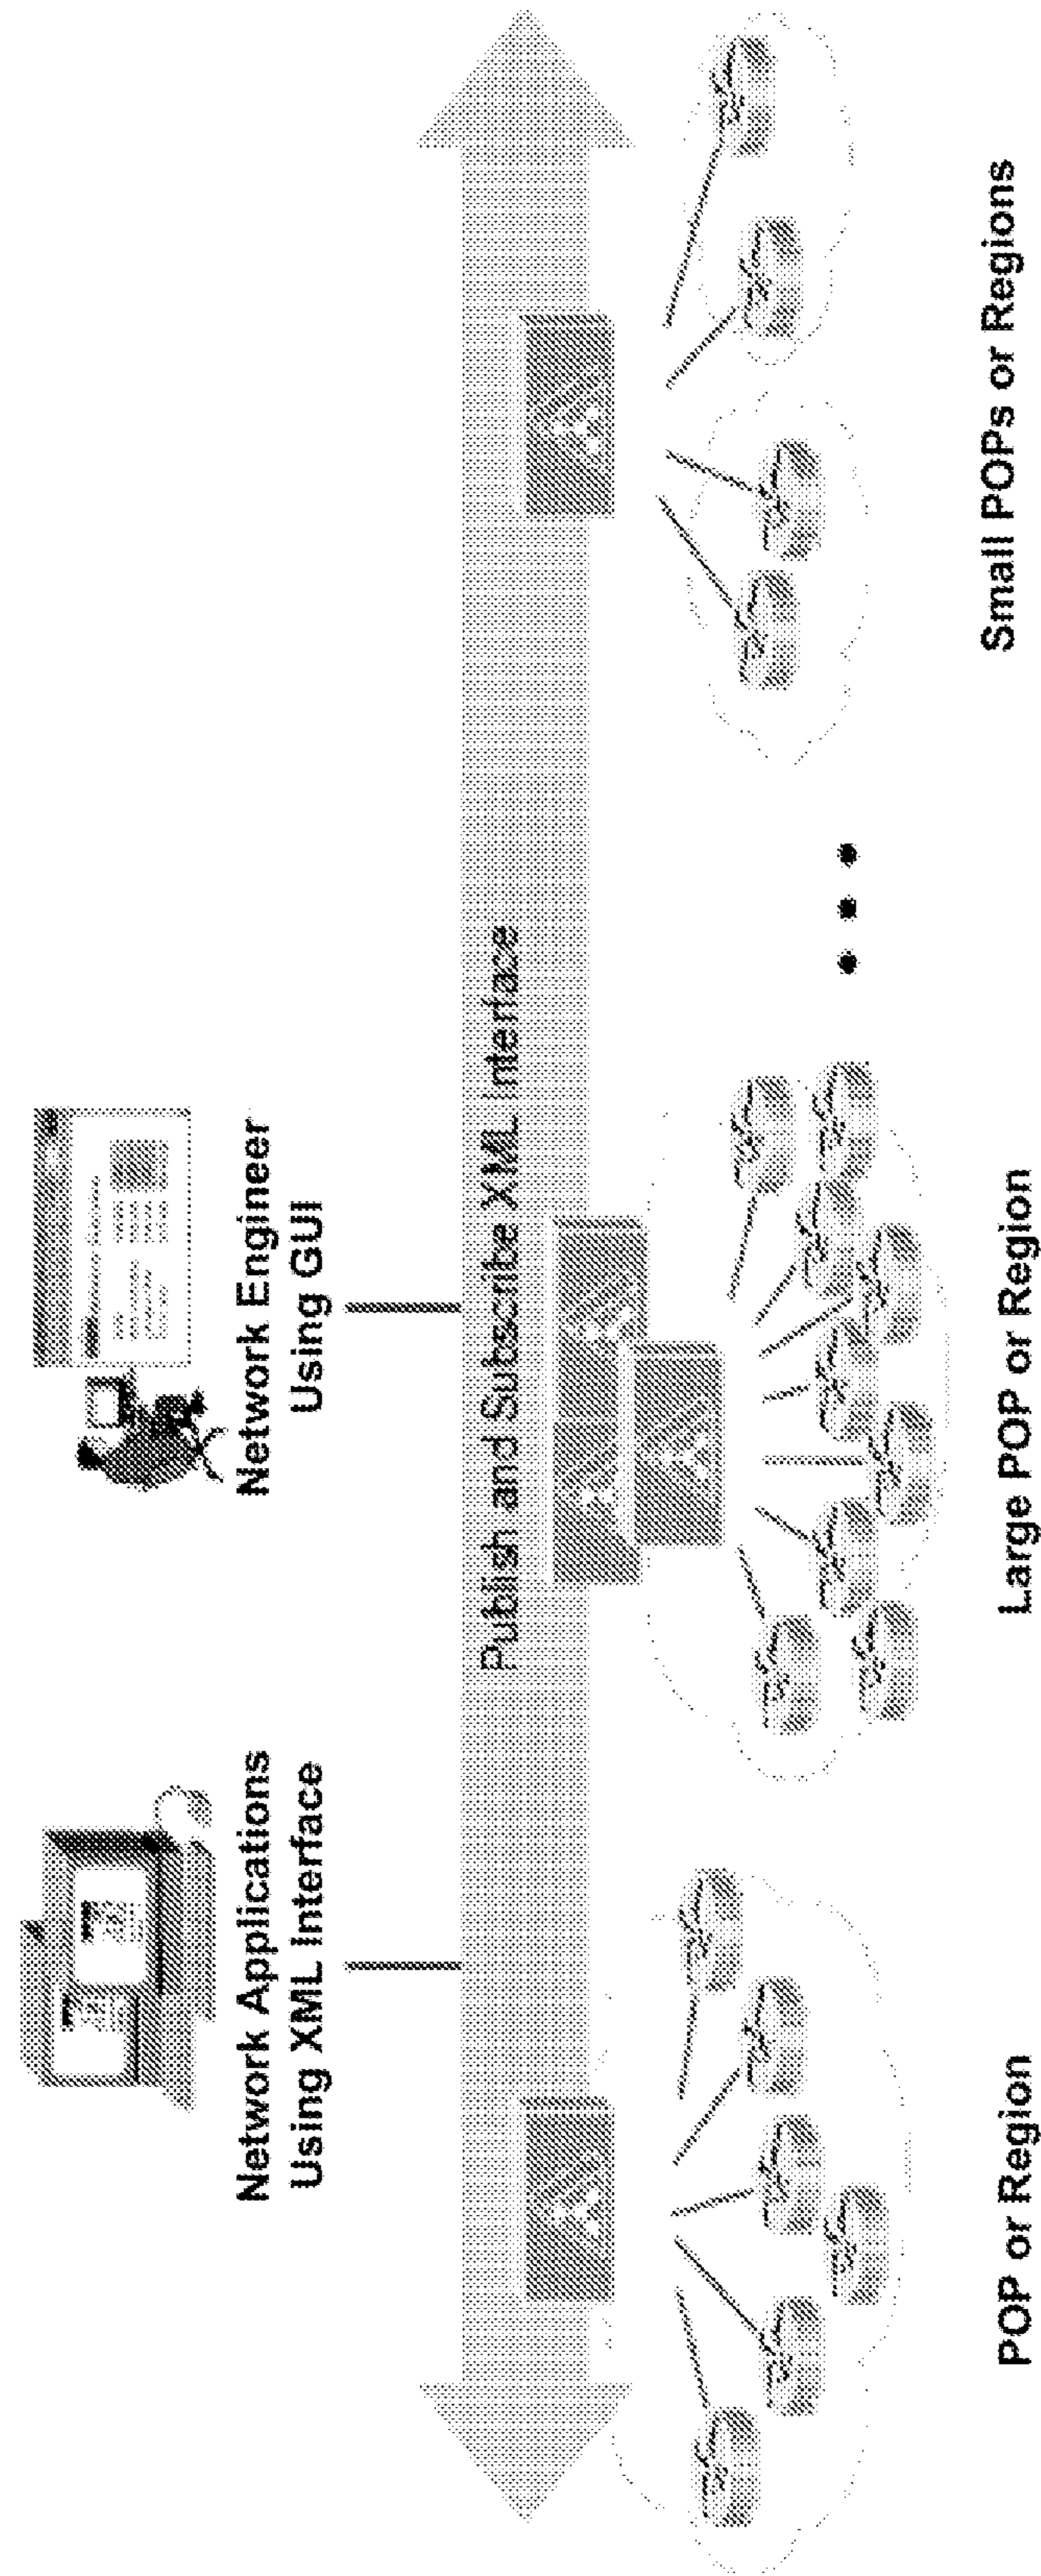 Network Applications
Using XML Interface
Network Engineer
Using GUI
Publish and Subscribe XML Interface
POP or Region
Large POP or Region
Small POPs or Regions